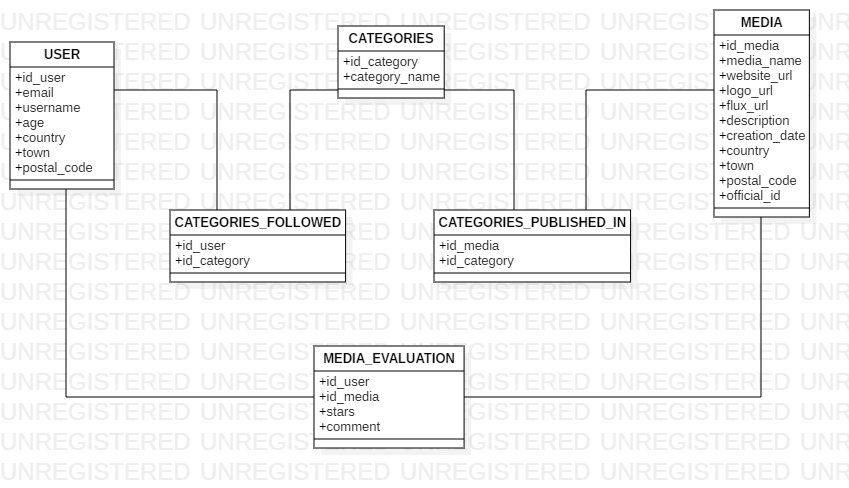 USER
+id_user
+email
+username
+age
+country
+town
+postal_code
CATEGORIES
+id_category
+category_name
MEDIA
+id_media
+media_name
+website_url
+logo_url
+flux_url
+description
+creation_date
+country
+town
+postal_code
+official_id
CATEGORIES_FOLLOWED
+id_user
+id_category
CATEGORIES_PUBLISHED_IN
+id_media
+id_category
MEDIA_EVALUATION
+id_user
+id_media
+stars
+comment
UNREGISTERED